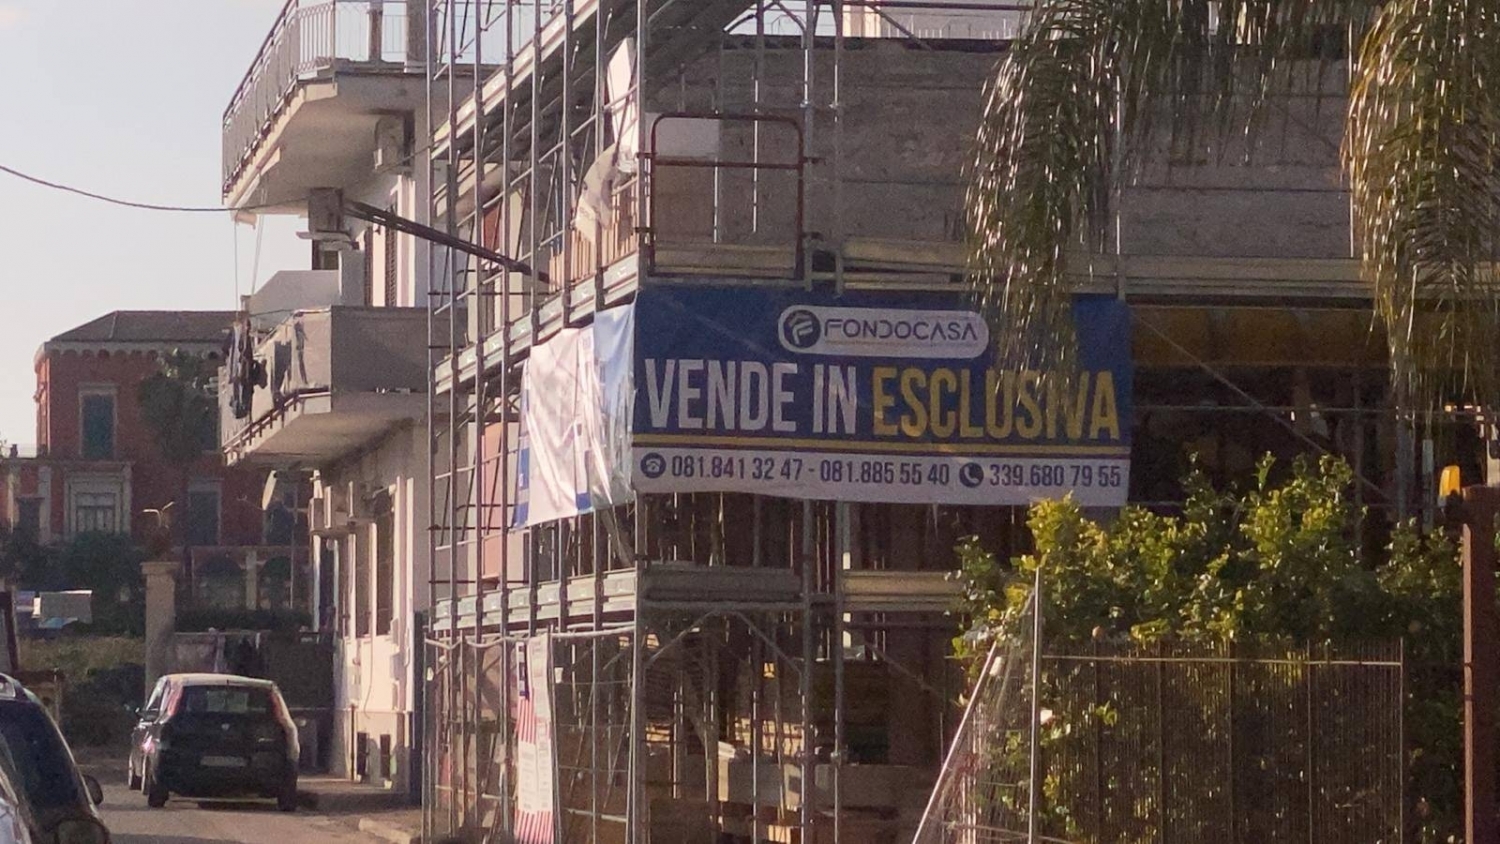 FONDOCASA
VENDE IN ESCLUSIVA
081.841 32 47 - 081.885 55 40 339.680 79 55